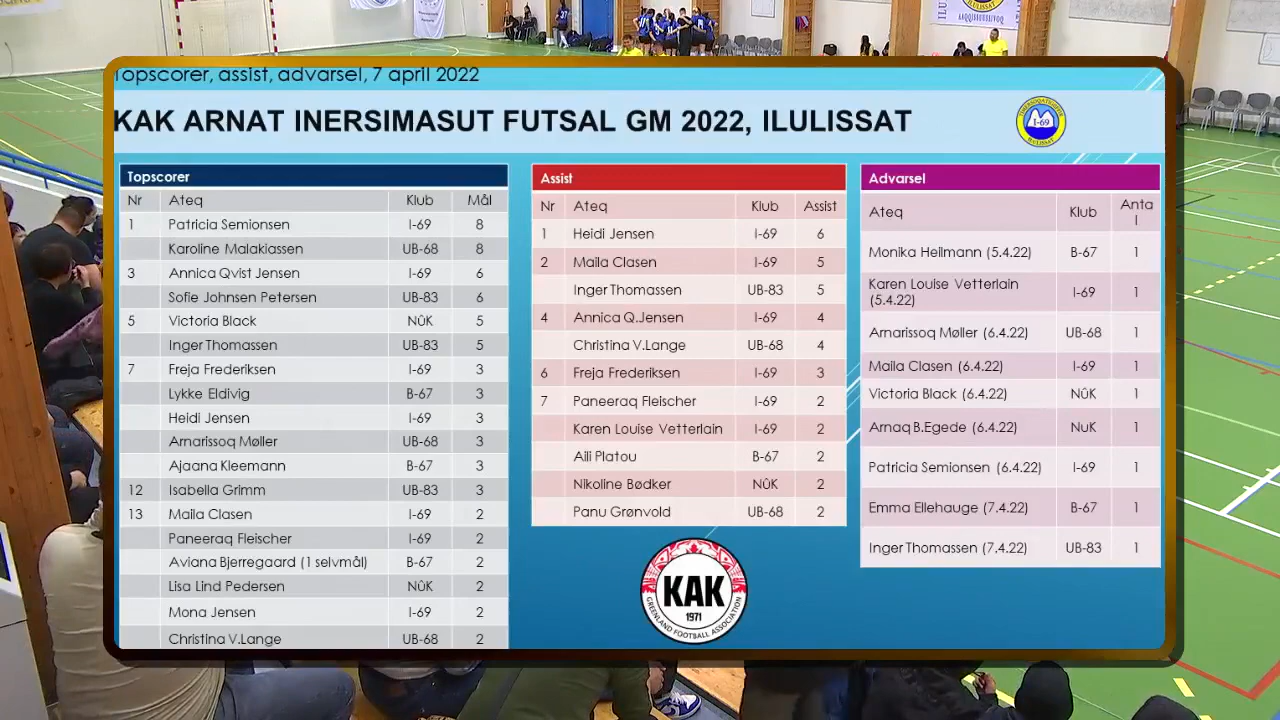 Topscorer, assist, advarsel, 7 april 2022
KAK ARNAT INERSIMASUT FUTSAL GM 2022, ILULISSAT
I-69
Topscorer
Nr Ateq Klub Mål
1 Patricia Semionsen I-69 8
Karoline Malakiassen UB-68 8
3 Annica Qvist Jensen I-69 6
Sofie Johnsen Petersen UB-83 6
5 Victoria Black NÛK 5
Inger Thomassen UB-83 5
7 Freja Frederiksen I-69 3
Lykke Eldivig B-67 3
Heidi Jensen I-69 3
Arnarissoq Møller UB-68 3
Ajaana Kleemann B-67 3
12 Isabella Grimm UB-83 3
13 Maila Clasen I-69 2
Paneeraq Fleischer I-69 2
Aviana Bjerregaard (1 selvmål) B-67 2
Lisa Lind Pedersen NÛK 2
Mona Jensen I-69 2
Christina V.Lange UB-68 2
Assist
Nr Ateq Klub Assist
1 Heidi Jensen I-69 6
2 Maila Clasen I-69 5
Inger Thomassen UB-83 5
4 Annica Q.Jensen I-69 4
Christina V.Lange UB-68 4
6 Freja Frederiksen I-69 3
7 Paneeraq Fleischer I-69 2
Karen Louise Vetterlain I-69 2
Aili Platou B-67 2
Nikoline Bødker NÛK 2
Panu Grønvold UB-68 2
Advarsel
Ateq Klub Anta
l
Monika Heilmann (5.4.22) B-67 1
Karen Louise Vetterlain
(5.4.22) I-69 1
Arnarissoq Møller (6.4.22) UB-68 1
Maila Clasen (6.4.22) I-69 1
Victoria Black (6.4.22) NÛK 1
Arnaq B.Egede (6.4.22) NuK 1
Patricia Semionsen (6.4.22) I-69 1
Emma Ellehauge (7.4.22) B-67 1
Inger Thomassen (7.4.22) UB-83 1
KAK
1971
GREENLAND FOOTBALL ASSOCIATION